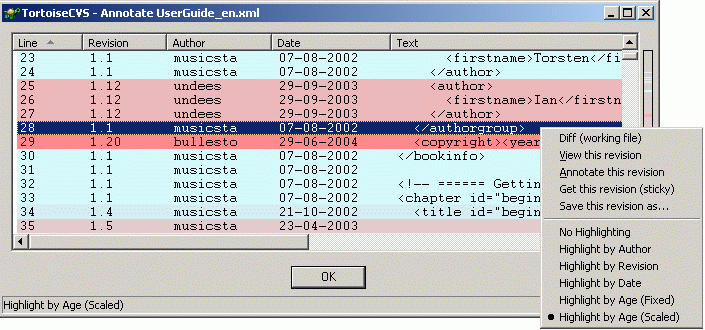 TortoiseCVS - Annotate UserGuide_en.xml
Line Revision Author Date Text
23 1.1 musicsta 07-08-2002 <firstname>Torsten</fi
24 1.1 musicsta 07-08-2002 </author>
25 1.12 undees 29-09-2003 <author>
26 1.12 undees 29-09-2003 <firstname>Ian</firstn
27 1.12 undees 29-09-2003 </author>
28 1.1 musicsta 07-08-2002 </authorgroup>
29 1.20 bullesto 29-06-2004 <copyright><year
30 1.1 musicsta 07-08-2002 </bookinfo>
31 1.1 musicsta 07-08-2002
32 1.1 musicsta 07-08-2002 <!-- ====== Getting
33 1.1 musicsta 07-08-2002 <chapter id="begin
34 1.4 musicsta 21-10-2002 <title id="begin
35 1.5 musicsta 23-04-2003
Diff (working file)
View this revision
Annotate this revision
Get this revision (sticky)
Save this revision as...
No Highlighting
Highlight by Author
Highlight by Revision
Highlight by Date
Highlight by Age (Fixed)
Highlight by Age (Scaled)
OK
Highlight by Age (Scaled)